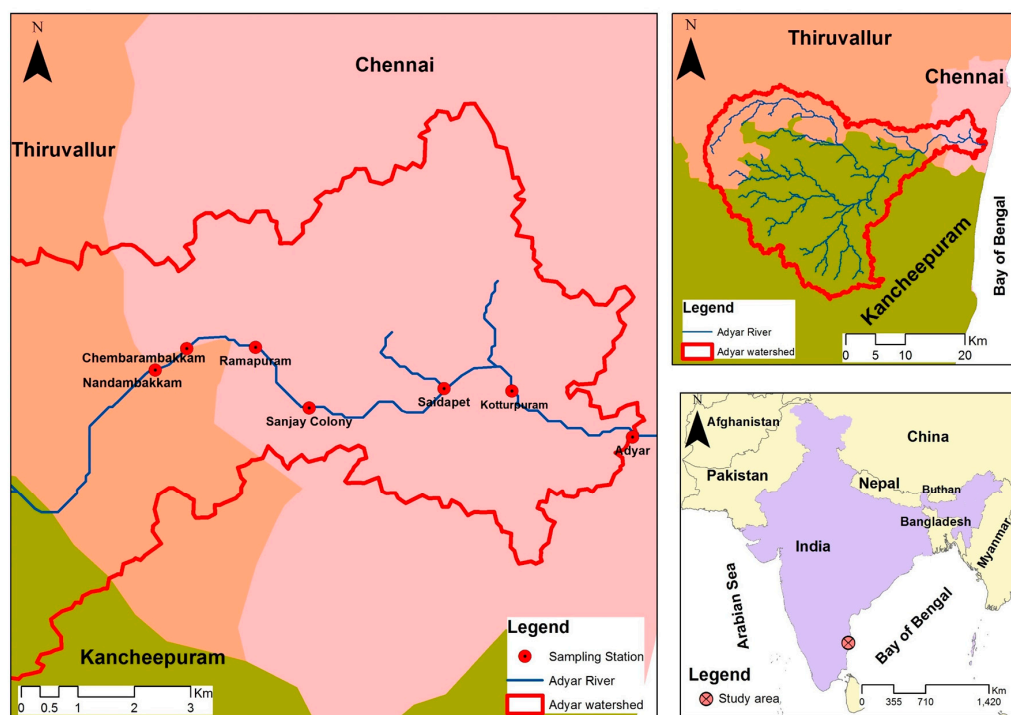 N
Chennai
Thiruvallur
Chembarambakkam
Nandambakkam
Ramapuram
Sanjay Colony
Saidapet
Kotturpuram
Adyar
Kancheepuram
Legend
Sampling Station
Adyar River
Adyar watershed
0 0.5 1 2 3 Km
N
Thiruvallur
Chennai
Bay of Bengal
Kancheepuram
Legend
Adyar River
Adyar watershed
0 5 10 20 Km
N
Afghanistan
China
Pakistan
Nepal
Buthan
Bangladesh
India
Myanmar
Arabian Sea
Bay of Bengal
Legend
Study area
0 355 710 1,420 Km